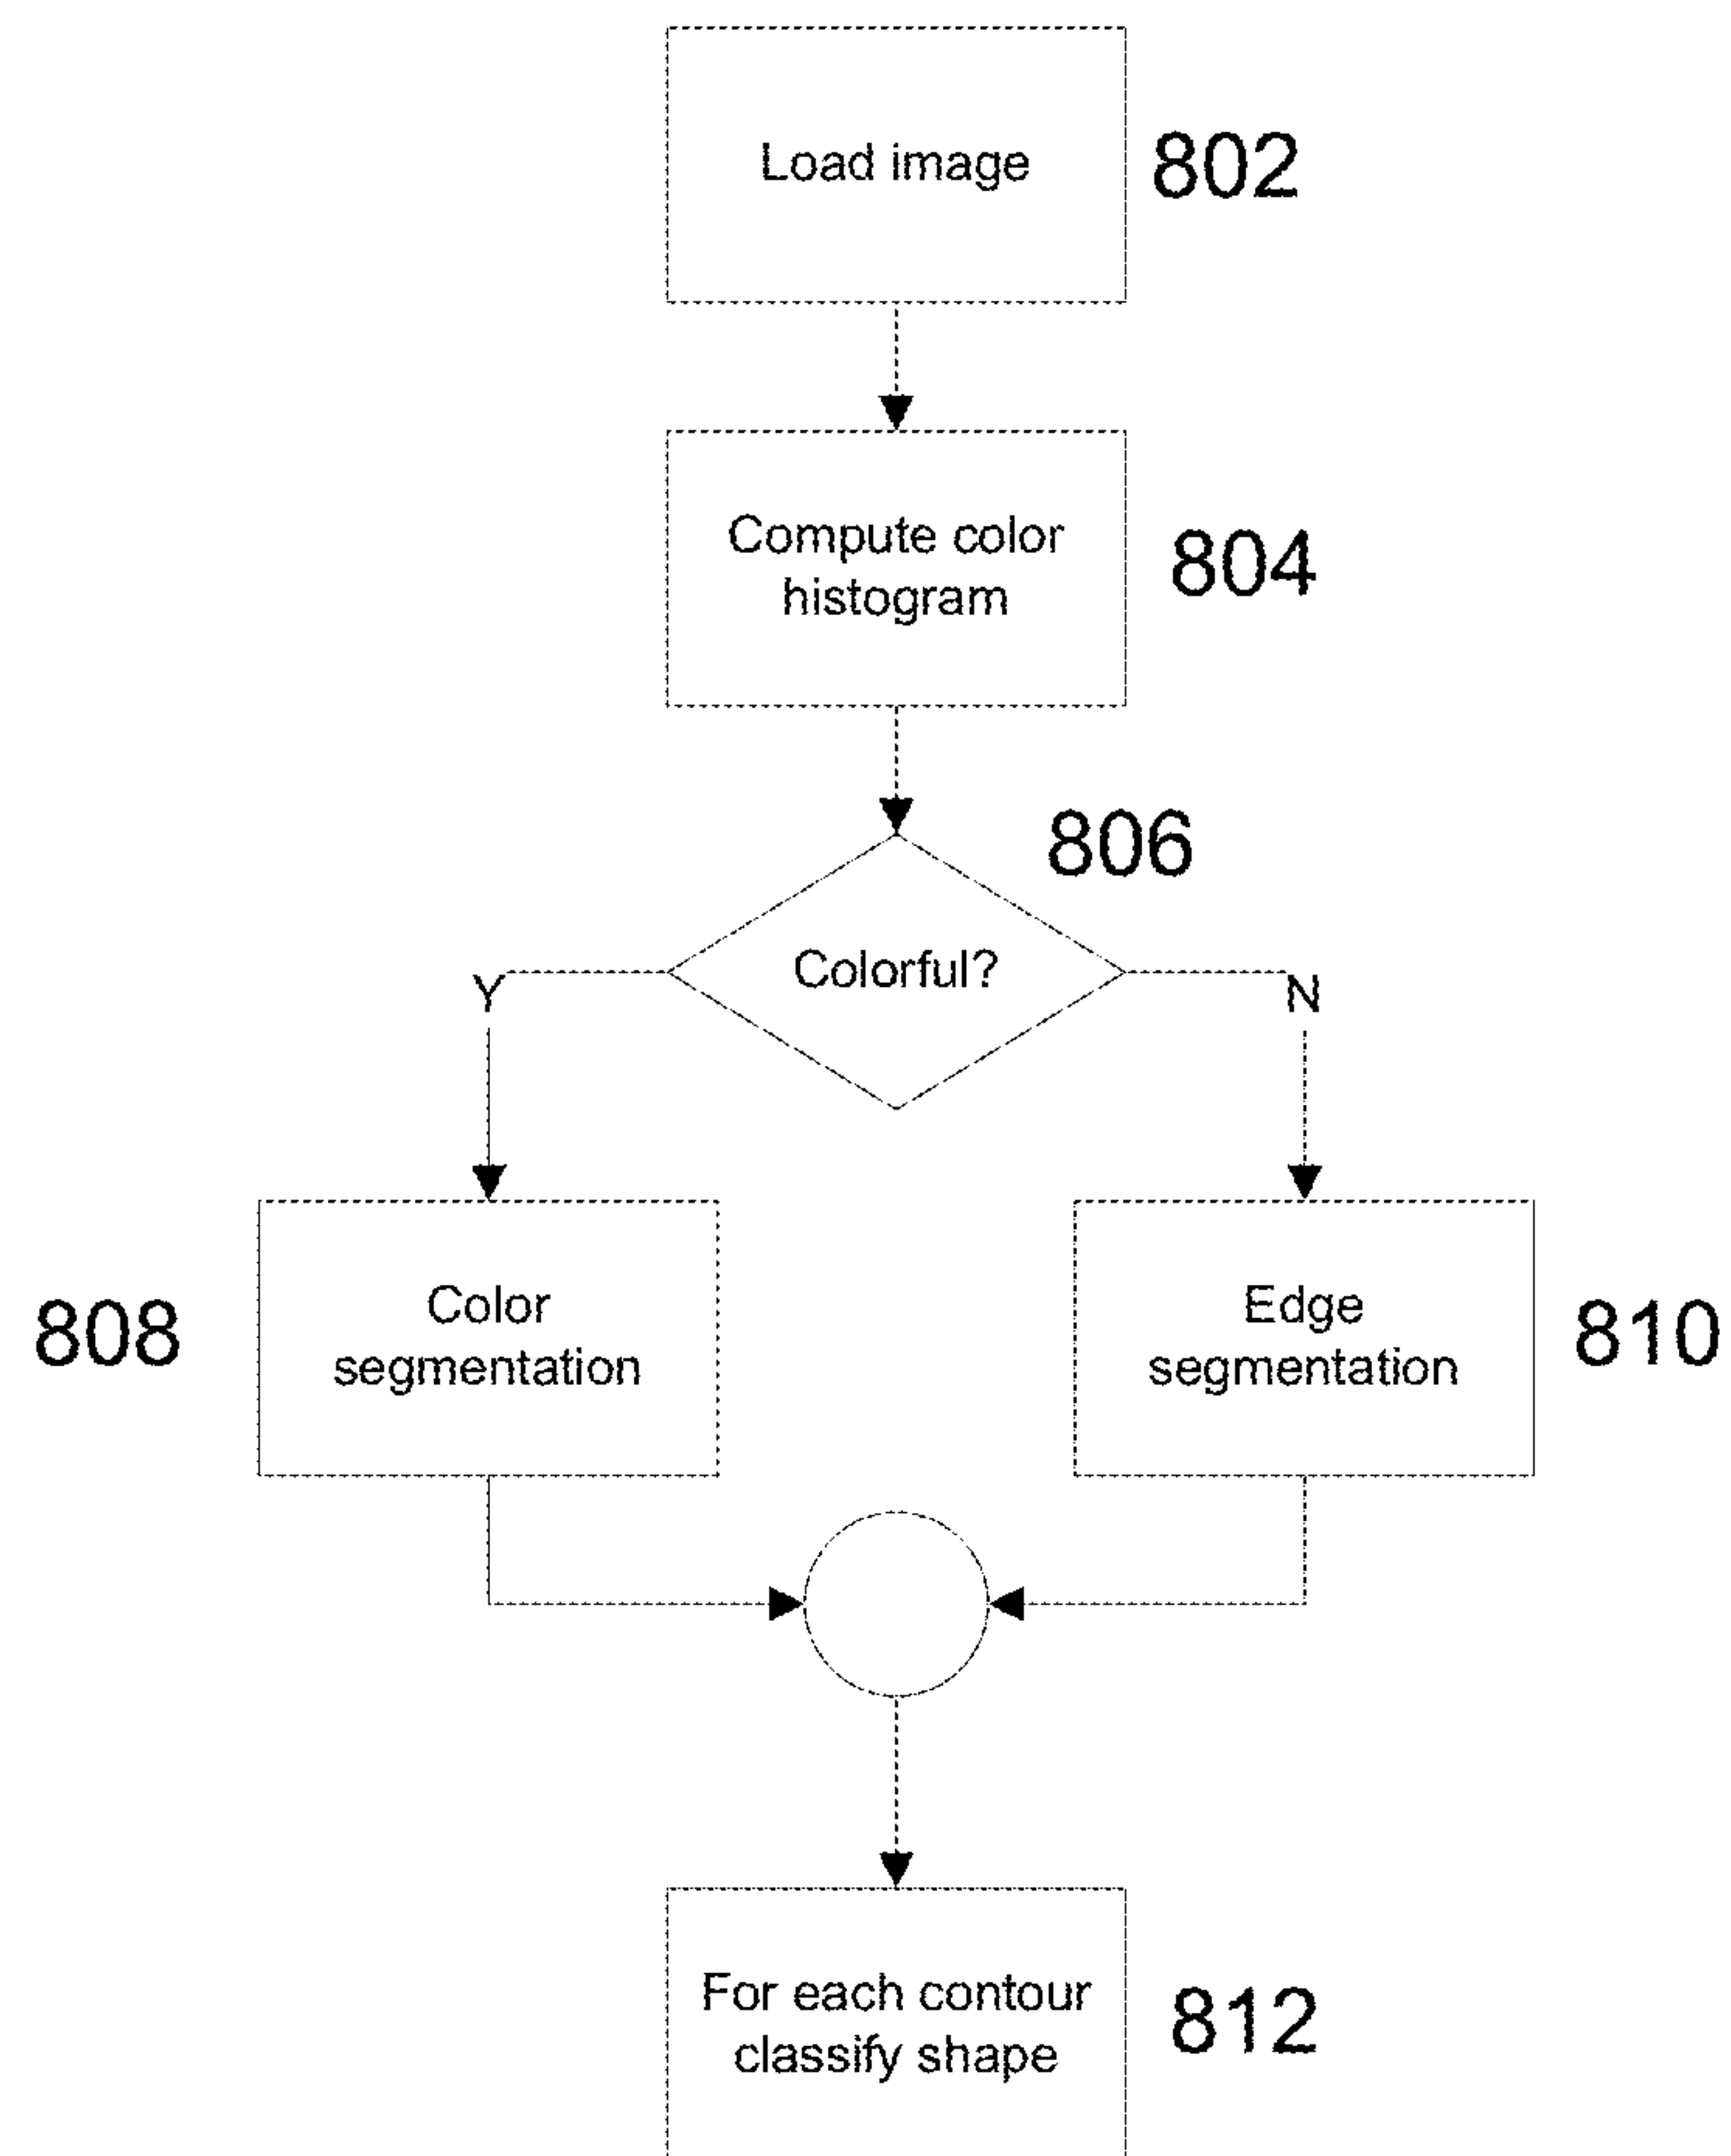 Load image
802
Compute color
histogram
804
806
Colorful?
Y
N
808
Color
segmentation
Edge
segmentation
810
For each contour
classify shape
812